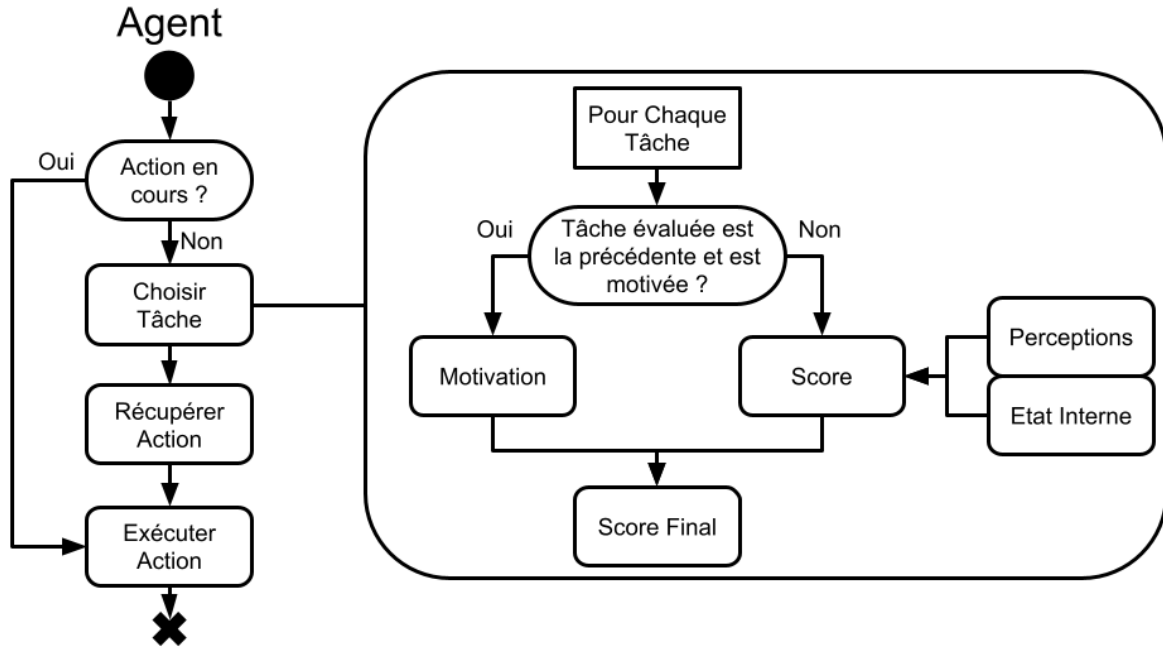 Agent
Oui
Action en
cours ?
Non
Choisir
Tâche
Récupérer
Action
Exécuter
Action
Pour Chaque
Tâche
Oui
Tâche évaluée est
la précédente et est
motivée ?
Non
Motivation
Score
Perceptions
Etat Interne
Score Final